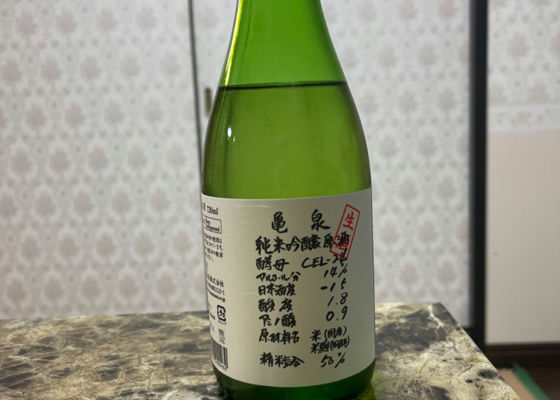 亀泉
生酒
純米吟醸原酒
酵母 CEL-24
アルコール分 14%
日本酒度 -15
酸度 1.8
アミノ酸 0.9
原材料名 米(国産)
米麹(国産)
精粕歩合 50%
720ml